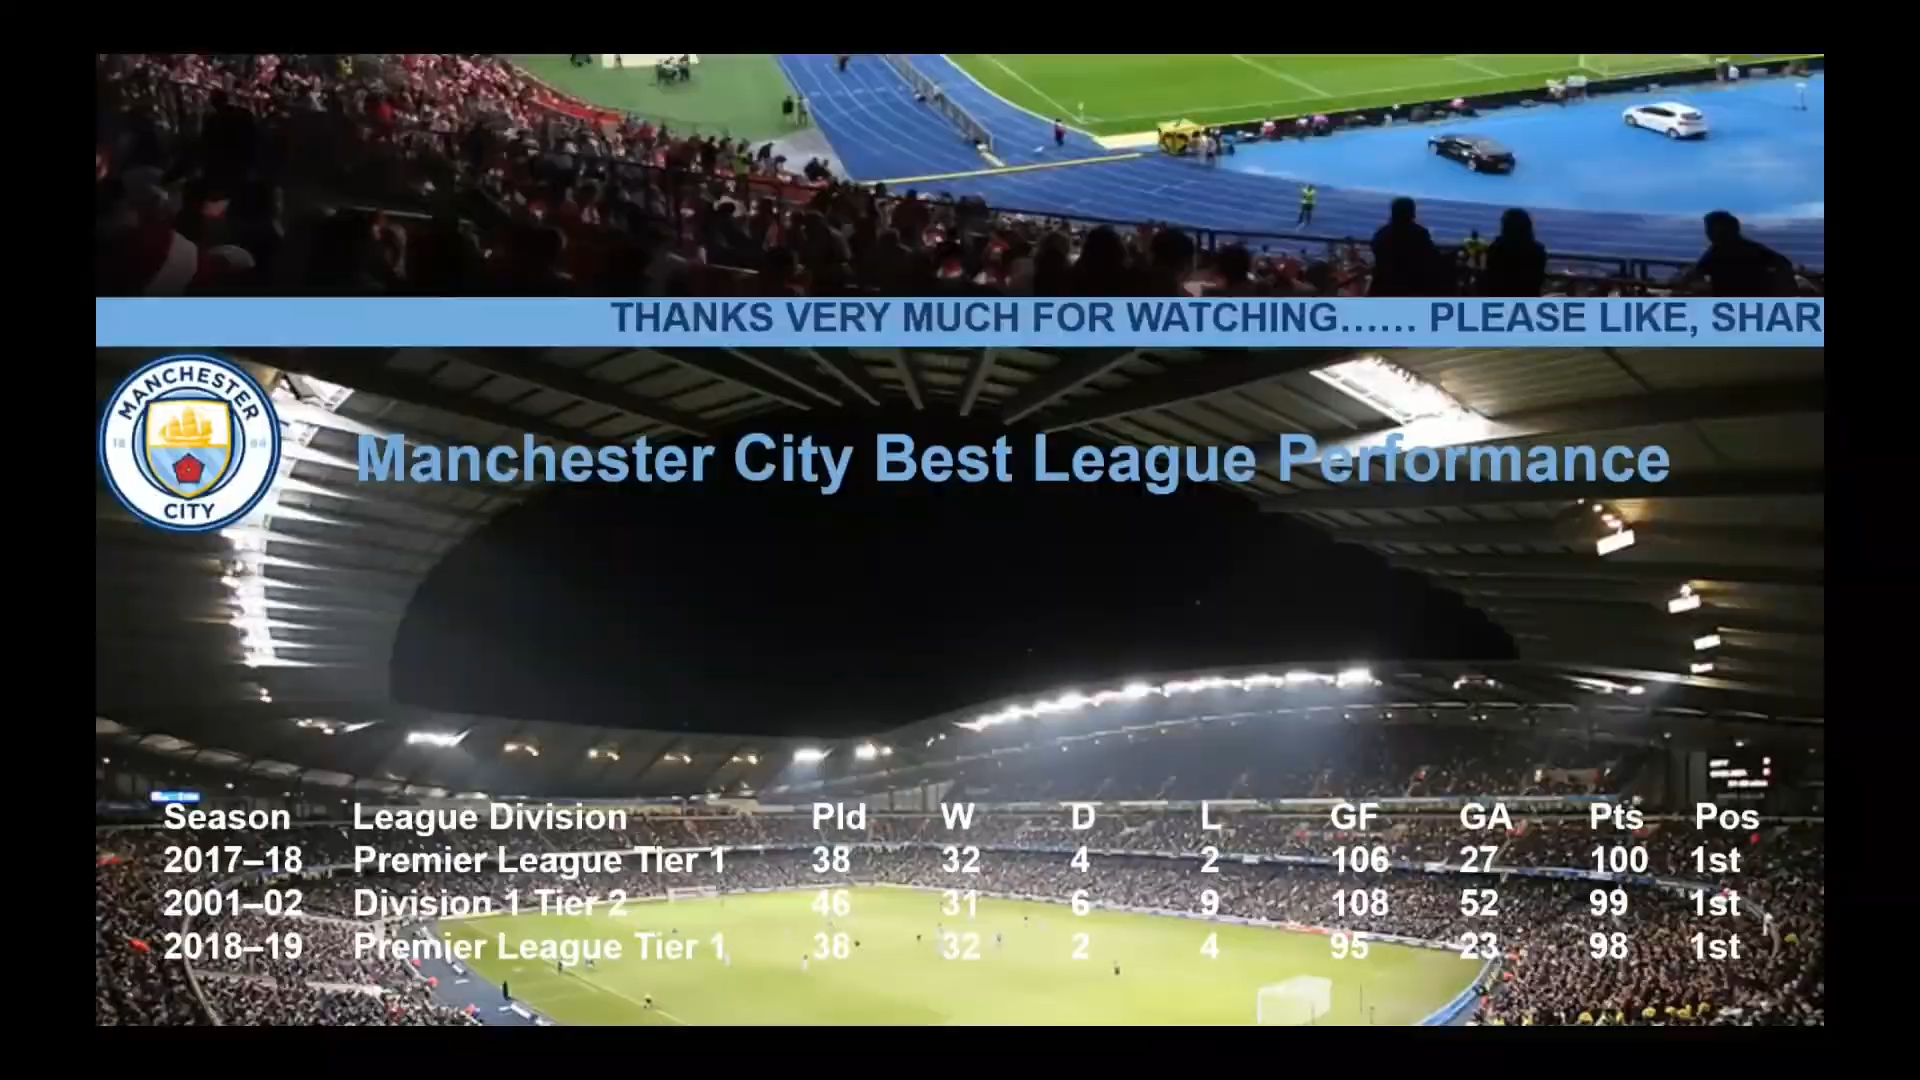 THANKS VERY MUCH FOR WATCHING...... PLEASE LIKE, SHAR
MANCHESTER
18 94
CITY
Manchester City Best League Performance
Season League Division Pld W D L GF GA Pts Pos
2017–18 Premier League Tier 1 38 32 4 2 106 27 100 1st
2001–02 Division 1 Tier 2 46 31 6 9 108 52 99 1st
2018–19 Premier League Tier 1 38 32 2 4 95 23 98 1st